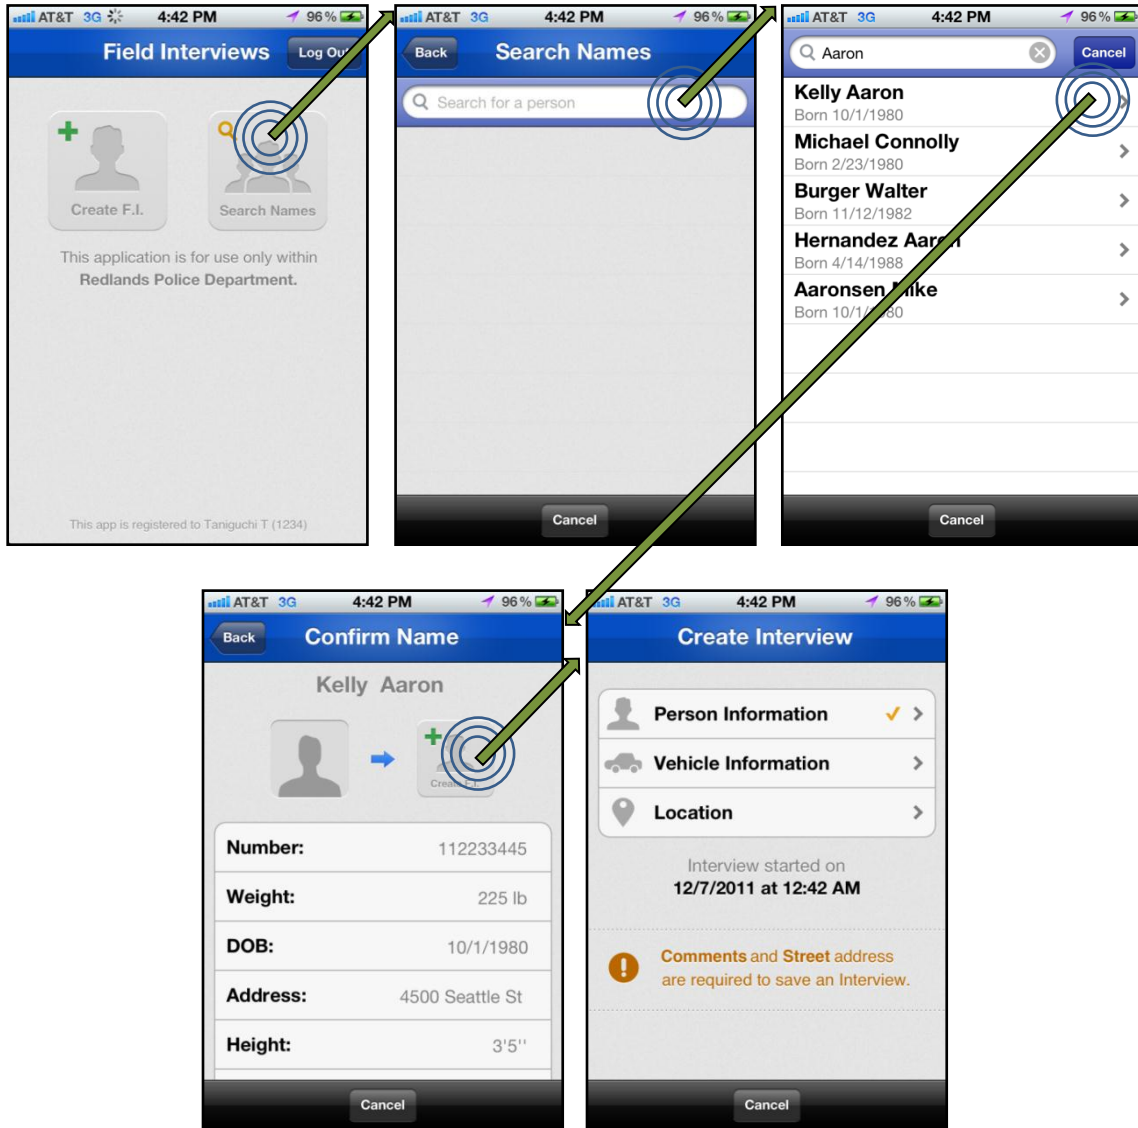 AT&T 3G 4:42 PM 96%
Field Interviews Log Out
Create F.I. Search Names
This application is for use only within
Redlands Police Department.
This app is registered to Taniguchi T (1234)
AT&T 3G 4:42 PM 96%
Back Search Names
Search for a person
Cancel
AT&T 3G 4:42 PM 96%
Aaron Cancel
Kelly Aaron
Born 10/1/1980
Michael Connolly
Born 2/23/1980
Burger Walter
Born 11/12/1982
Hernandez Aaron
Born 4/14/1988
Aaronsen Mike
Born 10/1/1980
Cancel
AT&T 3G 4:42 PM 96%
Back Confirm Name
Kelly Aaron
Create F.I.
Number: 112233445
Weight: 225 lb
DOB: 10/1/1980
Address: 4500 Seattle St
Height: 3'5''
Cancel
AT&T 3G 4:42 PM 96%
Create Interview
Person Information
Vehicle Information
Location
Interview started on
12/7/2011 at 12:42 AM
Comments and Street address
are required to save an Interview.
Cancel